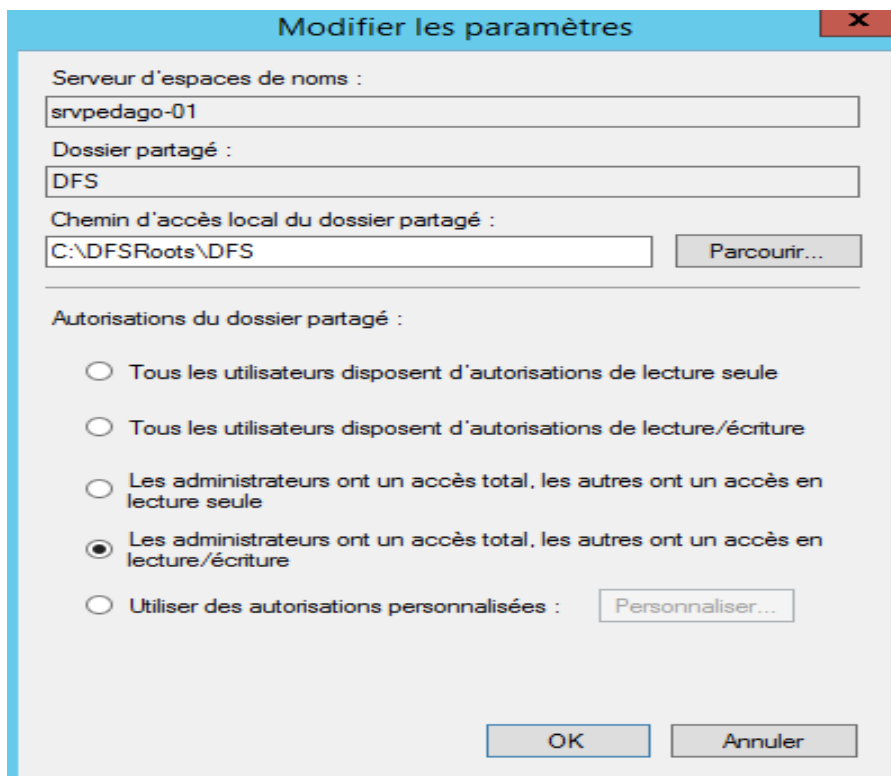 Modifier les paramètres
x
Serveur d'espaces de noms :
srvpedago-01
Dossier partagé :
DFS
Chemin d'accès local du dossier partagé :
C:\DFSRoots\DFS
Parcourir...
Autorisations du dossier partagé :
Tous les utilisateurs disposent d'autorisations de lecture seule
Tous les utilisateurs disposent d'autorisations de lecture/écriture
Les administrateurs ont un accès total, les autres ont un accès en
lecture seule
Les administrateurs ont un accès total, les autres ont un accès en
lecture/écriture
Utiliser des autorisations personnalisées :
Personnaliser...
OK
Annuler